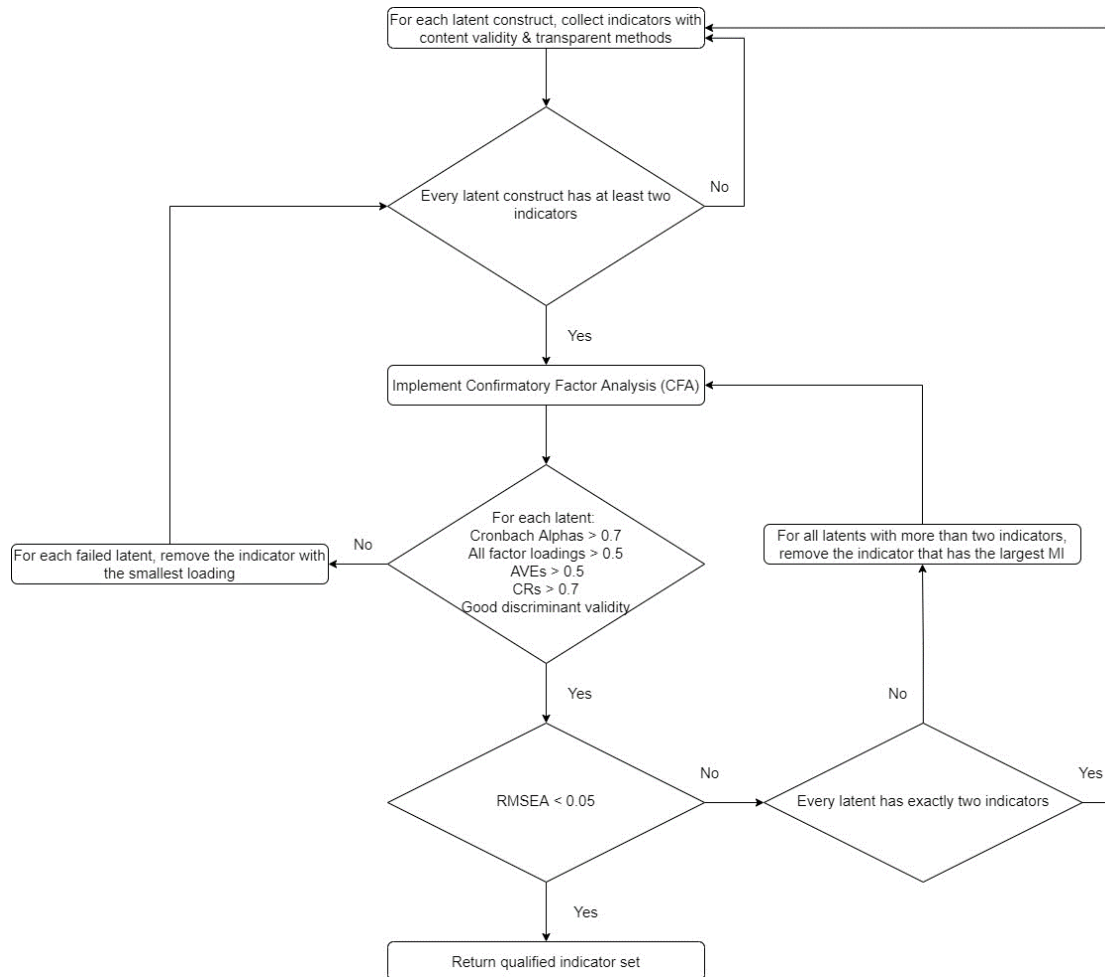 For each latent construct, collect indicators with
content validity & transparent methods
No
Every latent construct has at least two
indicators
Yes
Implement Confirmatory Factor Analysis (CFA)
For each latent:
Cronbach Alphas > 0.7
All factor loadings > 0.5
AVEs > 0.5
CRs > 0.7
Good discriminant validity
No
For each failed latent, remove the indicator with
the smallest loading
For all latents with more than two indicators,
remove the indicator that has the largest MI
Yes
No
RMSEA < 0.05
No
Every latent has exactly two indicators
Yes
Yes
Return qualified indicator set